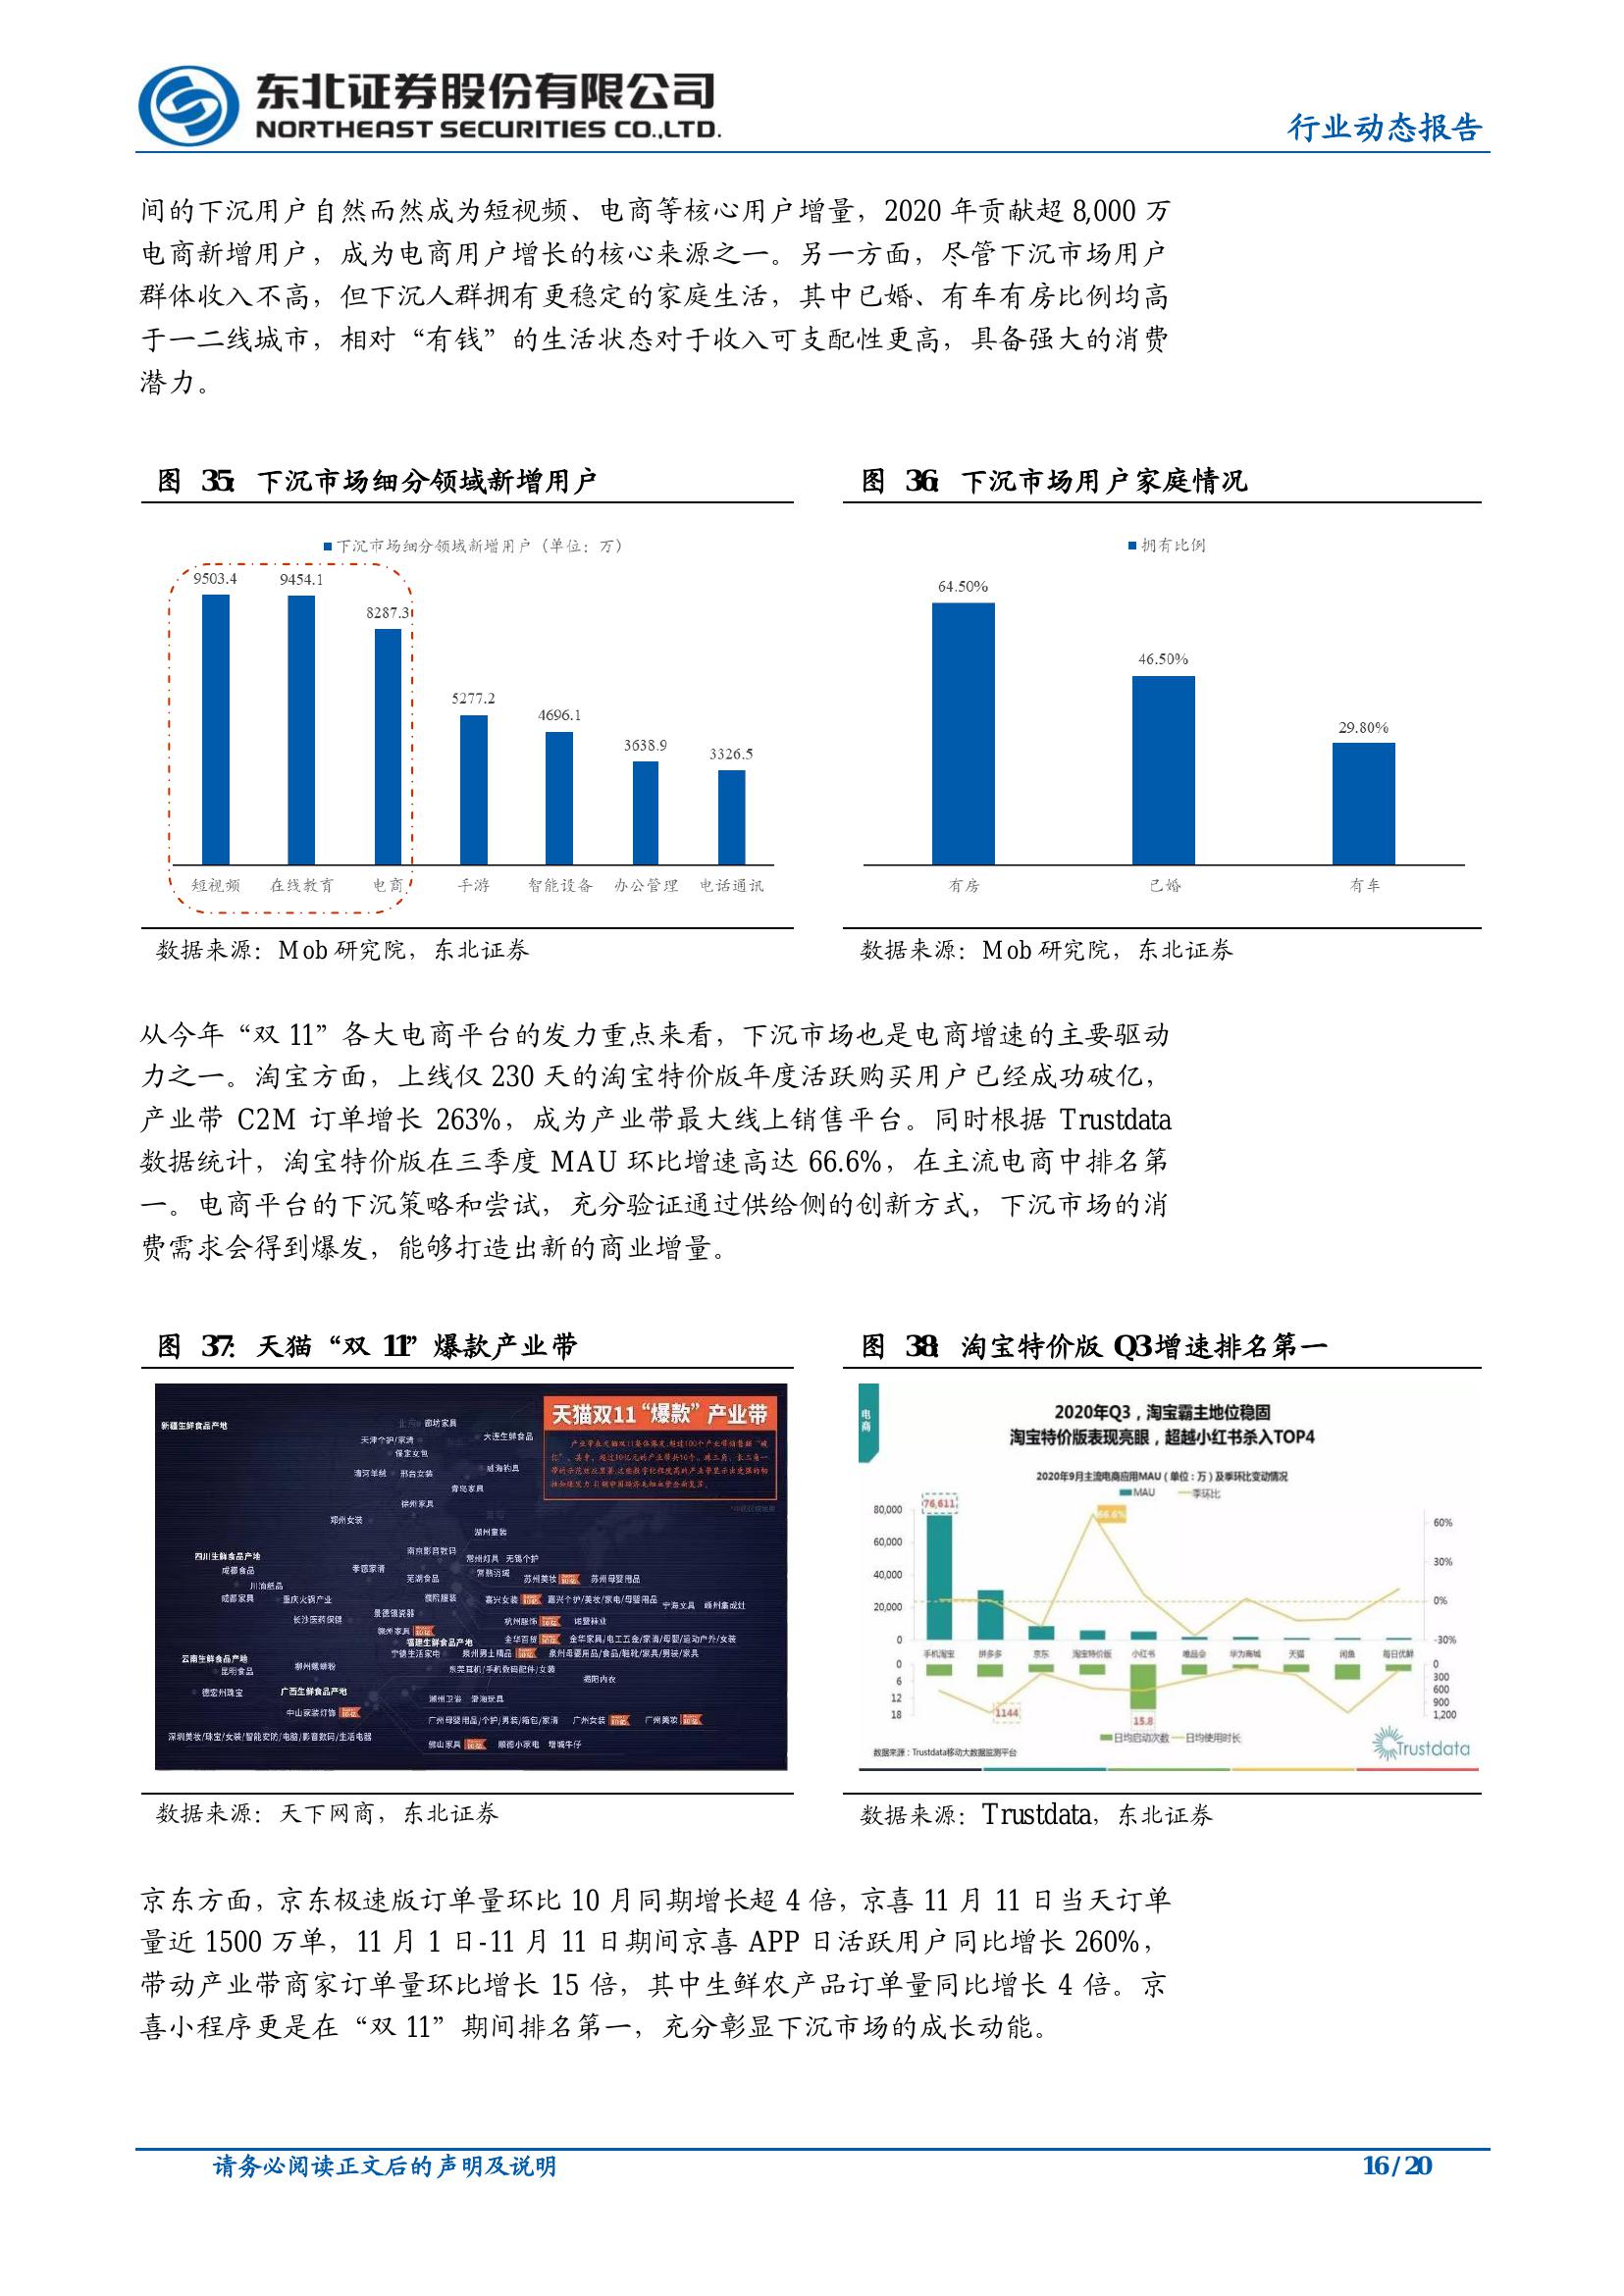 东北证券股份有限公司
NORTHEAST SECURITIES CO.,LTD.
行业动态报告
间的下沉用户自然而然成为短视频、电商等核心用户增量，2020 年贡献超 8,000 万
电商新增用户，成为电商用户增长的核心来源之一。另一方面，尽管下沉市场用户
群体收入不高，但下沉人群拥有更稳定的家庭生活，其中已婚、有车有房比例均高
于一二线城市，相对“有钱”的生活状态对于收入可支配性更高，具备强大的消费
潜力。
图 35：下沉市场细分领域新增用户
下沉市场细分领域新增用户（单位：万）
9503.4 9454.1 8287.3 5277.2 4696.1 3638.9 3326.5
短视频 在线教育 电商 手游 智能设备 办公管理 电话通讯
数据来源：Mob 研究院，东北证券
图 36：下沉市场用户家庭情况
拥有比例
64.50% 46.50% 29.80%
有房 已婚 有车
数据来源：Mob 研究院，东北证券
从今年“双 11”各大电商平台的发力重点来看，下沉市场也是电商增速的主要驱动
力之一。淘宝方面，上线仅 230 天的淘宝特价版年度活跃购买用户已经成功破亿，
产业带 C2M 订单增长 263%，成为产业带最大线上销售平台。同时根据 Trustdata
数据统计，淘宝特价版在三季度 MAU 环比增速高达 66.6%，在主流电商中排名第
一。电商平台的下沉策略和尝试，充分验证通过供给侧的创新方式，下沉市场的消
费需求会得到爆发，能够打造出新的商业增量。
图 37：天猫“双 11”爆款产业带
天猫双11“爆款”产业带
新疆生鲜食品产地
廊坊家具
天津个护/家清
大连生鲜食品
保定女包
清河羊绒 邢台女装
威海钓具
青岛家具
徐州家具
郑州女装
湖州童装
南京影音数码
四川生鲜食品产地
常州灯具 无锡个护
成都食品
孝感家清
芜湖食品
苏州美妆 苏州母婴用品
成都家具 重庆火锅产业
嘉兴女装 嘉兴个护/美妆/家电/母婴用品
宁海文具 嵊州集成灶
景德镇瓷器
长沙医药保健
杭州服饰 诸暨袜业
赣州家具
金华百货 金华家具/电工五金/家清/母婴/运动户外/女装
福建生鲜食品产地
宁德生活家电 泉州男士精品 泉州母婴用品/食品/鞋靴/家具/男装/家具
云南生鲜食品产地
昆明食品
柳州螺蛳粉
东莞耳机/手机数码配件/女装
揭阳内衣
德宏州珠宝
广西生鲜食品产地
潮州卫浴 澄海玩具
中山家装灯饰
广州母婴用品/个护/男装/箱包/家清 广州女装 广州美妆
深圳美妆/珠宝/女装/智能安防/电脑/影音数码/生活电器
佛山家具 顺德小家电 增城牛仔
数据来源：天下网商，东北证券
图 38：淘宝特价版 Q3 增速排名第一
电商
2020年Q3，淘宝霸主地位稳固
淘宝特价版表现亮眼，超越小红书杀入TOP4
2020年9月主流电商应用MAU（单位：万）及季环比变动情况
MAU 季环比
80,000 60,000 40,000 20,000 0
76,611
66.6%
60% 30% 0% -30%
手机淘宝 拼多多 京东 淘宝特价版 小红书 唯品会 华为商城 天猫 闲鱼 每日优鲜
0 6 12 18
1144
15.8
0 300 600 900 1,200
日均启动次数 日均使用时长
数据来源：Trustdata移动大数据监测平台
Trustdata
数据来源：Trustdata，东北证券
京东方面，京东极速版订单量环比 10 月同期增长超 4 倍，京喜 11 月 11 日当天订单
量近 1500 万单，11 月 1 日-11 月 11 日期间京喜 APP 日活跃用户同比增长 260%，
带动产业带商家订单量环比增长 15 倍，其中生鲜农产品订单量同比增长 4 倍。京
喜小程序更是在“双 11”期间排名第一，充分彰显下沉市场的成长动能。
请务必阅读正文后的声明及说明
16 / 20